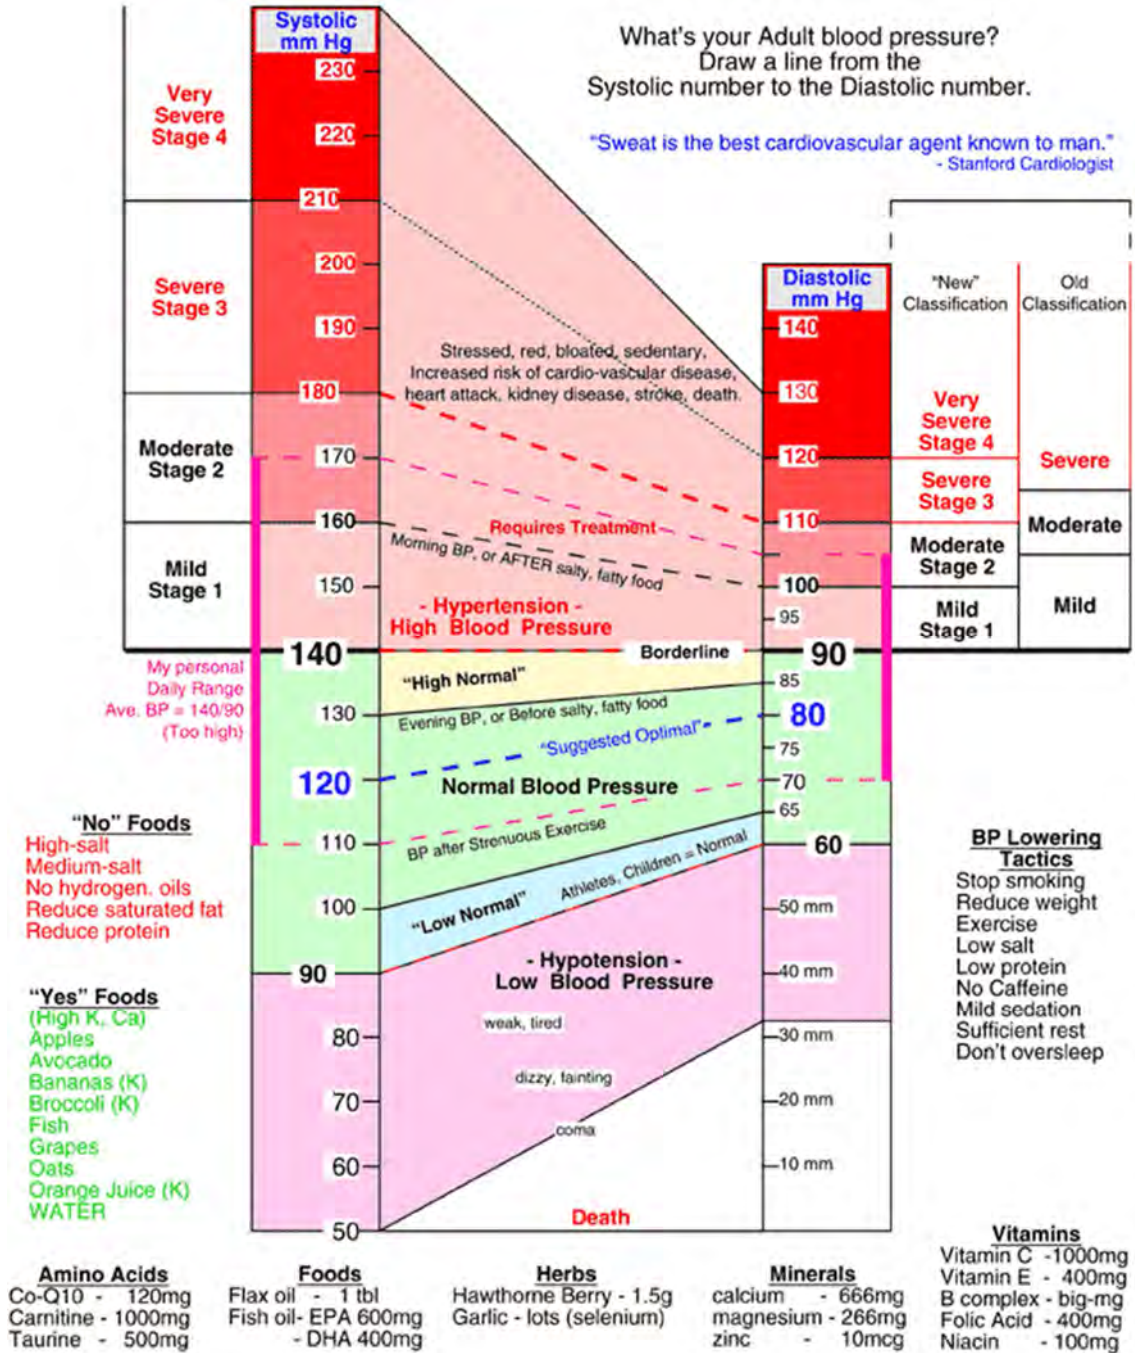 Systolic
mm Hg
230
220
210
200
190
180
170
160
150
140
130
120
110
100
90
80
70
60
50
What's your Adult blood pressure?
Draw a line from the
Systolic number to the Diastolic number.
"Sweat is the best cardiovascular agent known to man."
- Stanford Cardiologist
Very
Severe
Stage 4
Severe
Stage 3
Moderate
Stage 2
Mild
Stage 1
Diastolic
mm Hg
140
130
120
110
100
95
90
85
80
75
70
65
60
50 mm
40 mm
30 mm
20 mm
10 mm
"New"
Classification
Old
Classification
Very
Severe
Stage 4
Severe
Stage 3
Moderate
Stage 2
Mild
Stage 1
Severe
Moderate
Mild
Stressed, red, bloated, sedentary,
Increased risk of cardio-vascular disease,
heart attack, kidney disease, stroke, death.
Requires Treatment
Morning BP, or AFTER salty, fatty food
- Hypertension -
High Blood Pressure
Borderline
"High Normal"
Evening BP, or Before salty, fatty food
"Suggested Optimal"
Normal Blood Pressure
BP after Strenuous Exercise
Athletes, Children = Normal
"Low Normal"
- Hypotension -
Low Blood Pressure
weak, tired
dizzy, fainting
coma
Death
My personal
Daily Range
Ave. BP = 140/90
(Too high)
"No" Foods
High-salt
Medium-salt
No hydrogen. oils
Reduce saturated fat
Reduce protein
"Yes" Foods
(High K, Ca)
Apples
Avocado
Bananas (K)
Broccoli (K)
Fish
Grapes
Oats
Orange Juice (K)
WATER
BP Lowering
Tactics
Stop smoking
Reduce weight
Exercise
Low salt
Low protein
No Caffeine
Mild sedation
Sufficient rest
Don't oversleep
Amino Acids
Co-Q10 - 120mg
Carnitine - 1000mg
Taurine - 500mg
Foods
Flax oil - 1 tbl
Fish oil- EPA 600mg
- DHA 400mg
Herbs
Hawthorne Berry - 1.5g
Garlic - lots (selenium)
Minerals
calcium - 666mg
magnesium - 266mg
zinc - 10mcg
Vitamins
Vitamin C -1000mg
Vitamin E - 400mg
B complex - big-mg
Folic Acid - 400mg
Niacin - 100mg